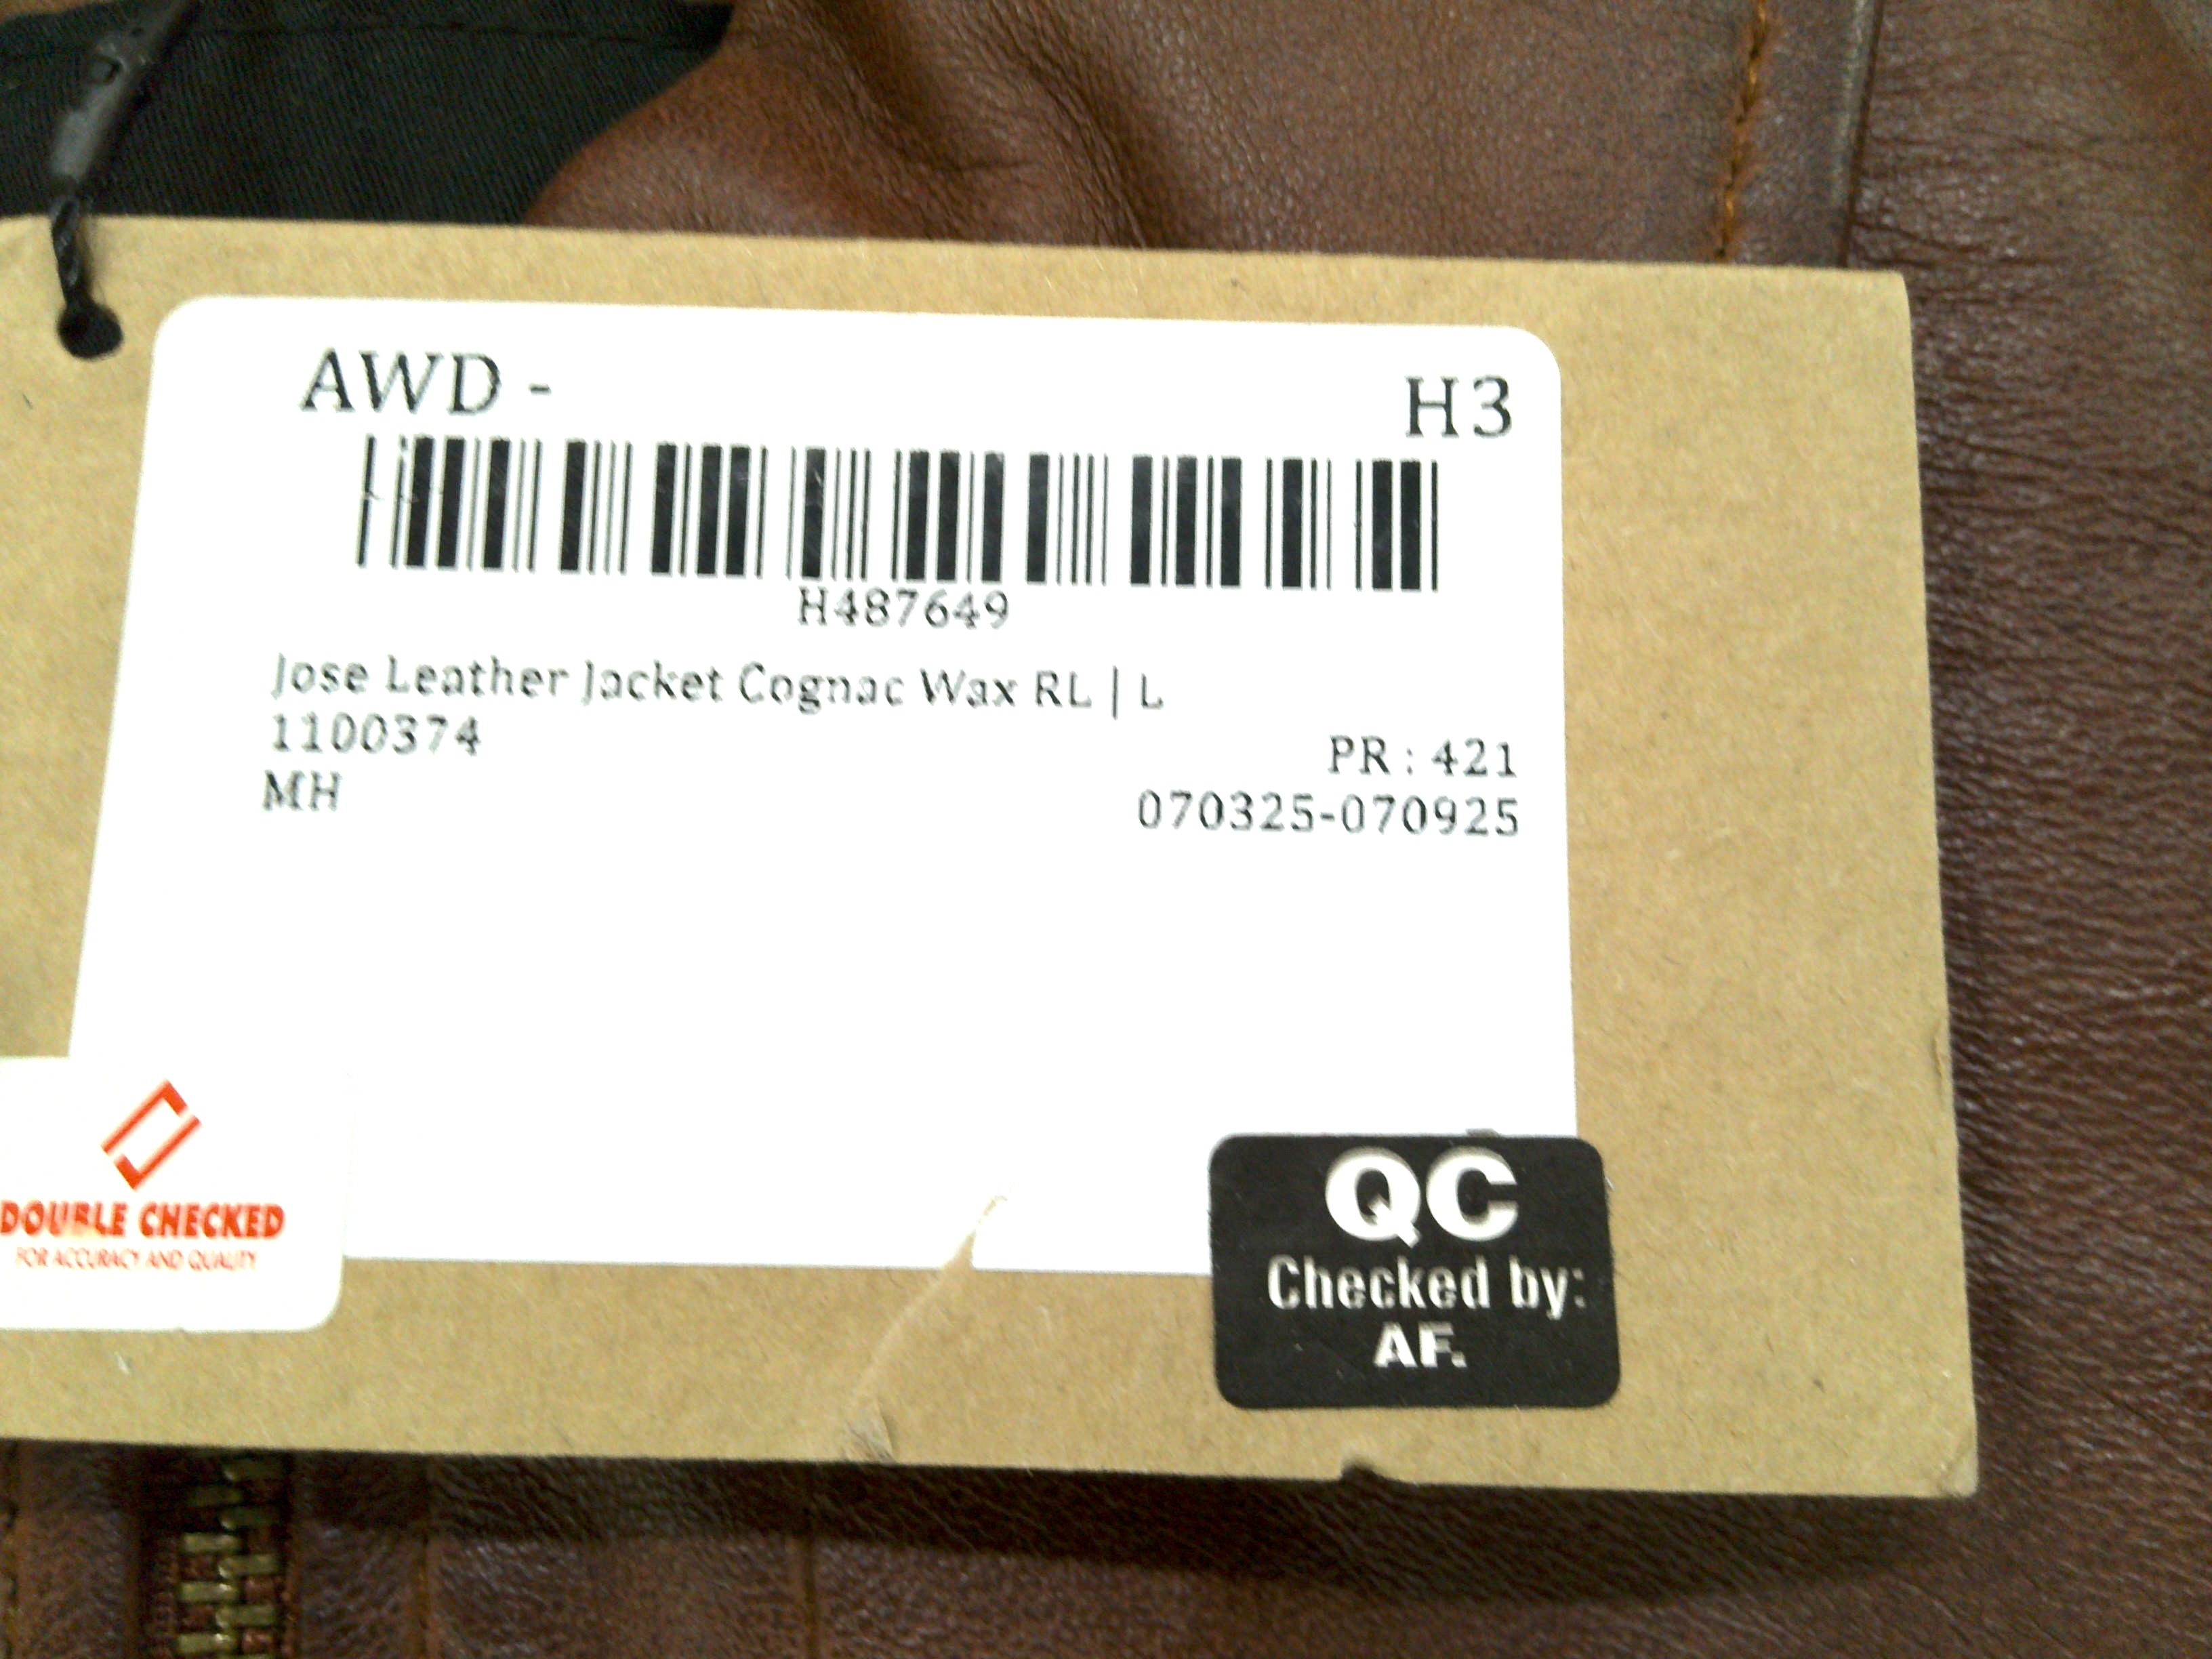 AWD - H3
H487649
Jose Leather Jacket Cognac Wax RL | L
1100374
PR : 421
MH
070325-070925
DOUBLE CHECKED
FOR ACCURACY AND QUALITY
QC
Checked by:
AF.